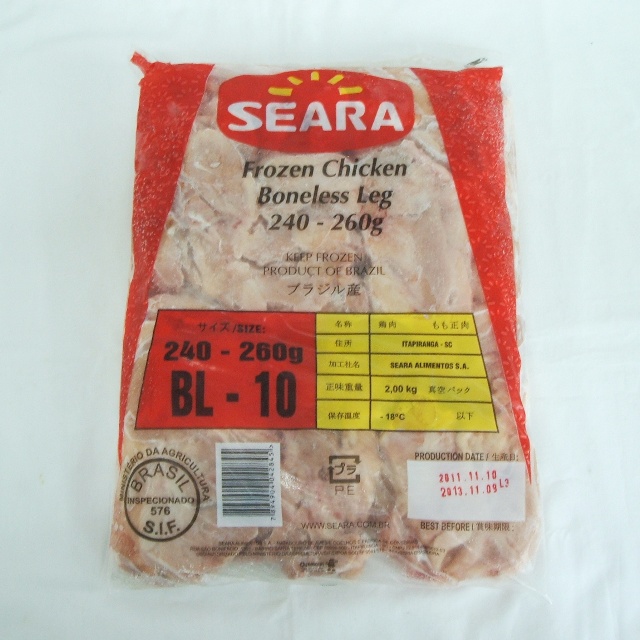 SEARA
Frozen Chicken
Boneless Leg
240 - 260g
KEEP FROZEN
PRODUCT OF BRAZIL
ブラジル産
サイズ/SIZE:
240 - 260g
BL - 10
名称 鶏肉 もも正肉
住所 ITAPIRANGA - SC
加工社名 SEARA ALIMENTOS S.A.
正味重量 2,00 kg 真空パック
保存温度 - 18°C 以下
MINISTÉRIO DA AGRICULTURA
BRASIL
INSPECIONADO
576
S.I.F.
プラ
PE
PRODUCTION DATE / 生産日:
2011.11.10
2013.11.09 L3
BEST BEFORE / 賞味期限:
WWW.SEARA.COM.BR